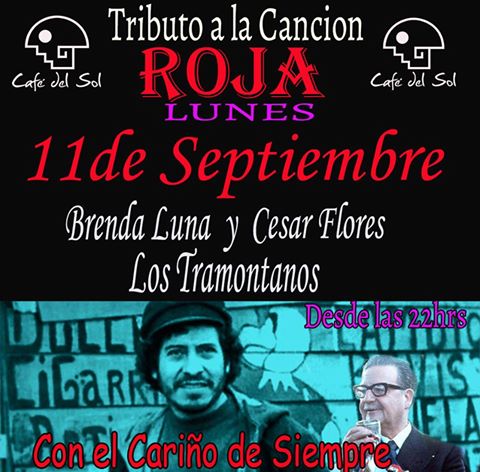 Tributo a la Cancion
Café del Sol
ROJA
Café del Sol
LUNES
11de Septiembre
Brenda Luna y Cesar Flores
Los Tramontanos
Desde las 22hrs
Con el Cariño de Siempre